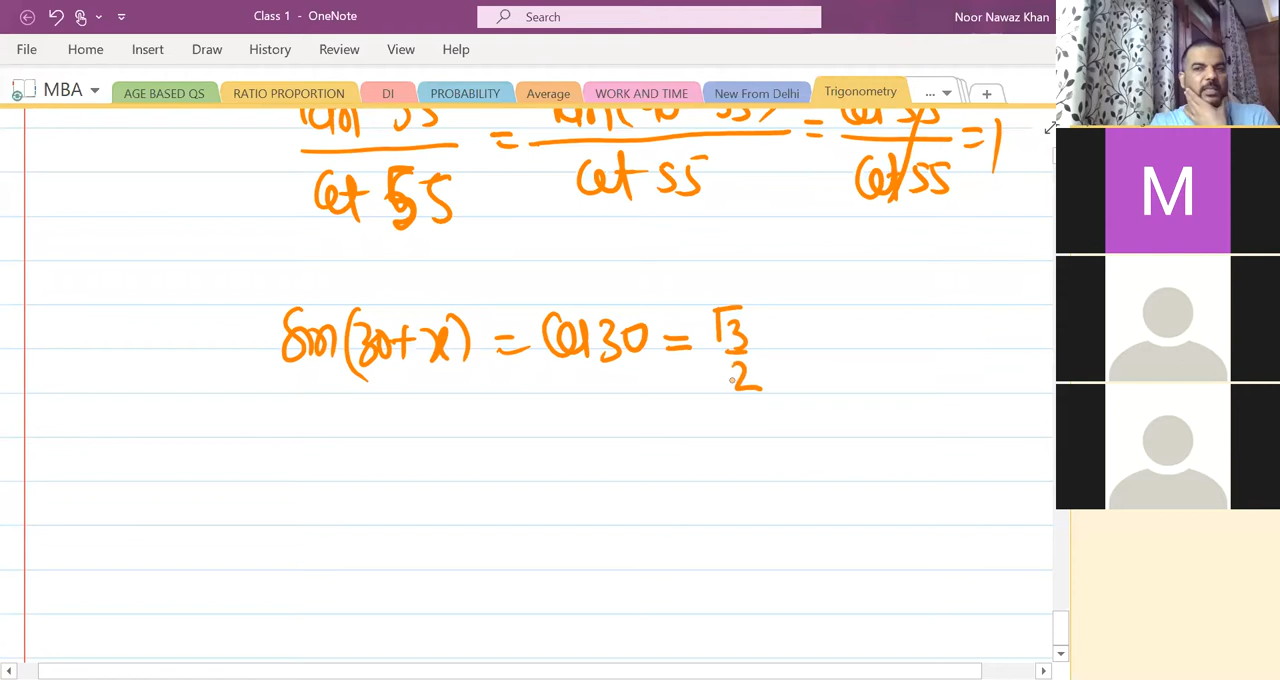 Class 1 - OneNote
Search
Noor Nawaz Khan
File Home Insert Draw History Review View Help
MBA AGE BASED QS RATIO PROPORTION DI PROBABILITY Average WORK AND TIME New From Delhi Trigonometry ... +
= = = 1
cot 55 cot 55 cot 55
sin(30+x) = cos 30 = √3/2
M